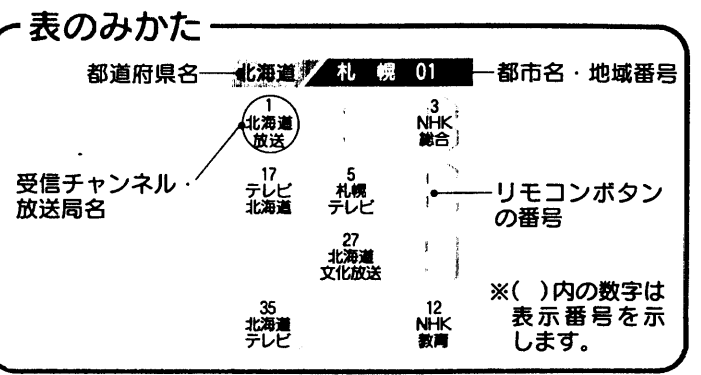 表のみかた
都道府県名
北海道
札幌 01
都市名・地域番号
1
北海道
放送
3
NHK
総合
受信チャンネル・
放送局名
17
テレビ
北海道
5
札幌
テレビ
リモコンボタン
の番号
27
北海道
文化放送
35
北海道
テレビ
12
NHK
教育
※( )内の数字は
表示番号を示
します。